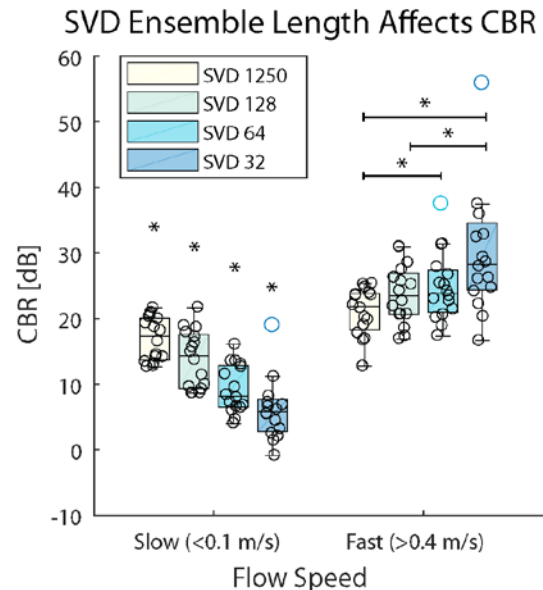 SVD Ensemble Length Affects CBR
60
50
40
30
20
10
0
-10
CBR [dB]
SVD 1250
SVD 128
SVD 64
SVD 32
*
*
*
*
*
*
*
Slow (<0.1 m/s)
Fast (>0.4 m/s)
Flow Speed